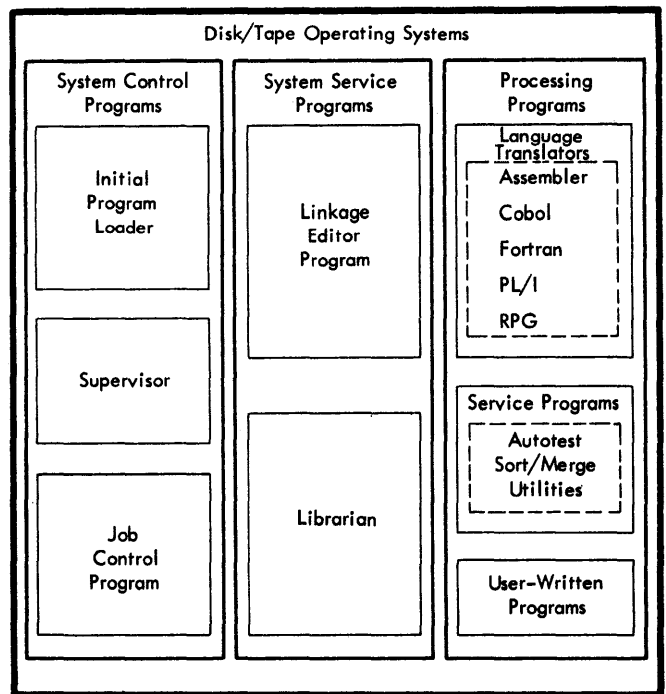 Disk/Tape Operating Systems
System Control
Programs
Initial
Program
Loader
Supervisor
Job
Control
Program
System Service
Programs
Linkage
Editor
Program
Librarian
Processing
Programs
Language
Translators
Assembler
Cobol
Fortran
PL/I
RPG
Service Programs
Autotest
Sort/Merge
Utilities
User-Written
Programs